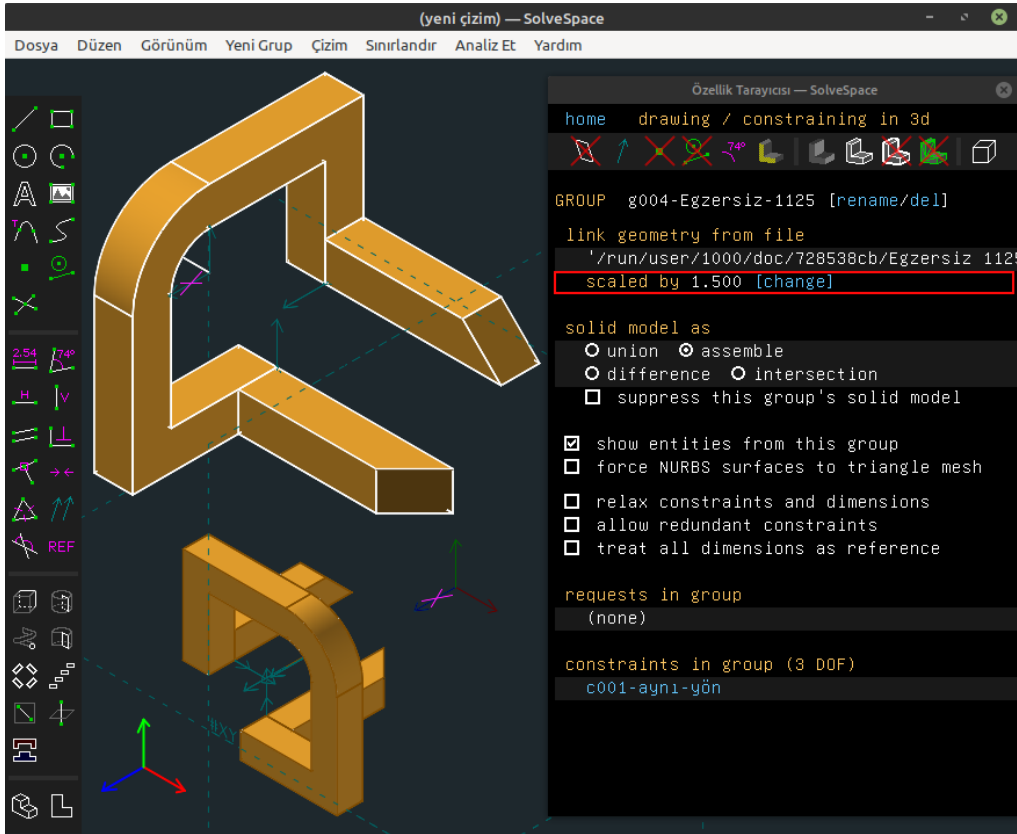 (yeni çizim) — SolveSpace
Dosya Düzen Görünüm Yeni Grup Çizim Sınırlandır Analiz Et Yardım
Özellik Tarayıcısı — SolveSpace
home drawing / constraining in 3d
74°
GROUP g004-Egzersiz-1125 [rename/del]
link geometry from file
'/run/user/1000/doc/728538cb/Egzersiz 112
scaled by 1.500 [change]
solid model as
union assemble
difference intersection
suppress this group's solid model
show entities from this group
force NURBS surfaces to triangle mesh
relax constraints and dimensions
allow redundant constraints
treat all dimensions as reference
requests in group
(none)
constraints in group (3 DOF)
c001-aynı-yön
A
T
2.54 74°
H V
REF
XY